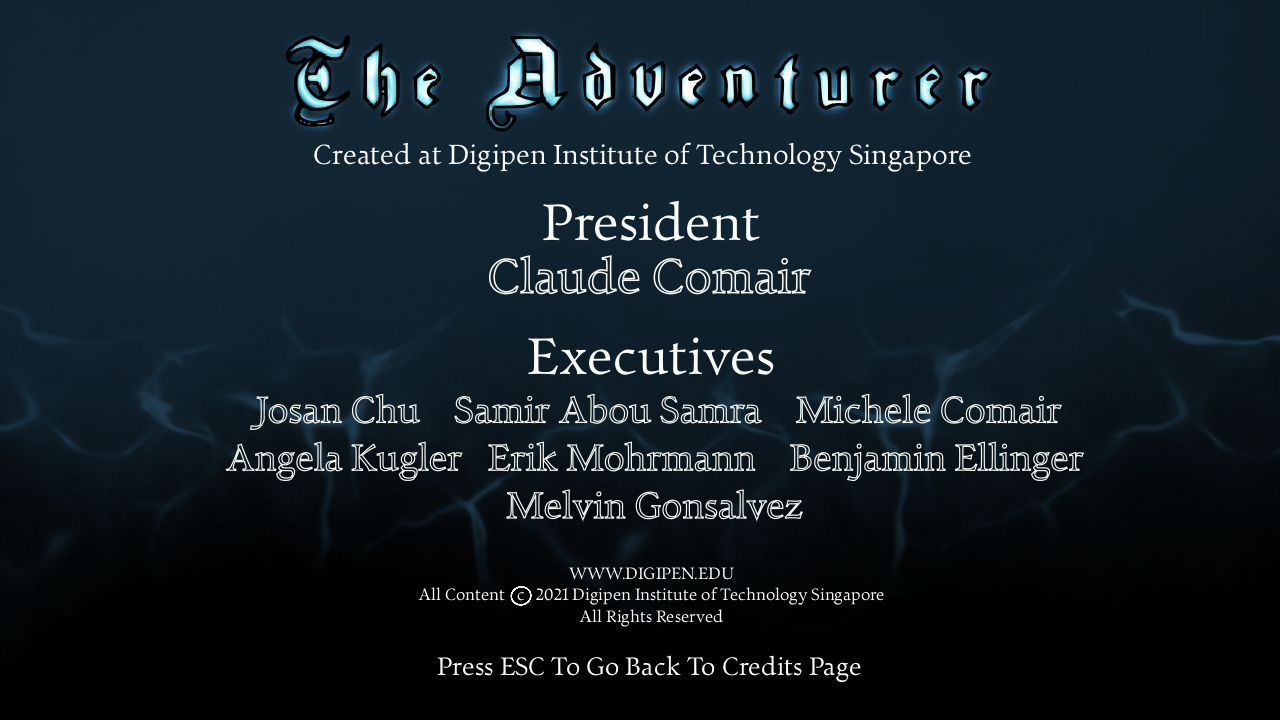 The Adventurer
Created at Digipen Institute of Technology Singapore
President
Claude Comair
Executives
Josan Chu Samir Abou Samra Michele Comair
Angela Kugler Erik Mohrmann Benjamin Ellinger
Melvin Gonsalvez
WWW.DIGIPEN.EDU
All Content © 2021 Digipen Institute of Technology Singapore
All Rights Reserved
Press ESC To Go Back To Credits Page